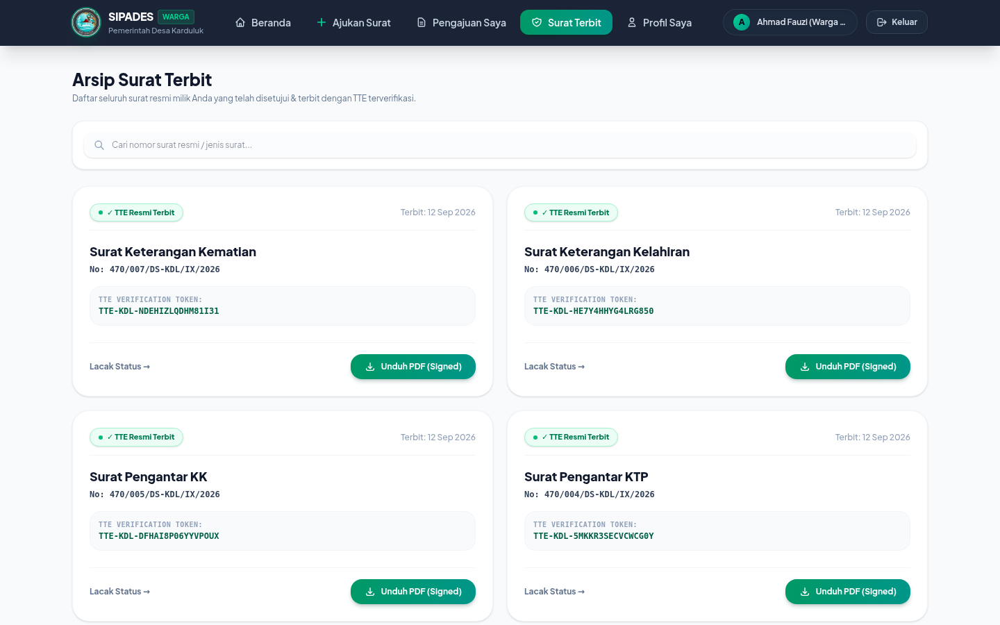 SIPADES WARGA
Pemerintah Desa Karduluk
Beranda
Ajukan Surat
Pengajuan Saya
Surat Terbit
Profil Saya
A Ahmad Fauzi (Warga ...
Keluar
Arsip Surat Terbit
Daftar seluruh surat resmi milik Anda yang telah disetujui & terbit dengan TTE terverifikasi.
Cari nomor surat resmi / jenis surat...
✓ TTE Resmi Terbit
Terbit: 12 Sep 2026
Surat Keterangan Kematian
No: 470/007/DS-KDL/IX/2026
TTE VERIFICATION TOKEN:
TTE-KDL-NDEHIZLQDHM81I31
Lacak Status →
Unduh PDF (Signed)
✓ TTE Resmi Terbit
Terbit: 12 Sep 2026
Surat Keterangan Kelahiran
No: 470/006/DS-KDL/IX/2026
TTE VERIFICATION TOKEN:
TTE-KDL-HE7Y4HHYG4LRG850
Lacak Status →
Unduh PDF (Signed)
✓ TTE Resmi Terbit
Terbit: 12 Sep 2026
Surat Pengantar KK
No: 470/005/DS-KDL/IX/2026
TTE VERIFICATION TOKEN:
TTE-KDL-DFHAI8P06YYVPOUX
Lacak Status →
Unduh PDF (Signed)
✓ TTE Resmi Terbit
Terbit: 12 Sep 2026
Surat Pengantar KTP
No: 470/004/DS-KDL/IX/2026
TTE VERIFICATION TOKEN:
TTE-KDL-5MKKR3SECVCWCG0Y
Lacak Status →
Unduh PDF (Signed)